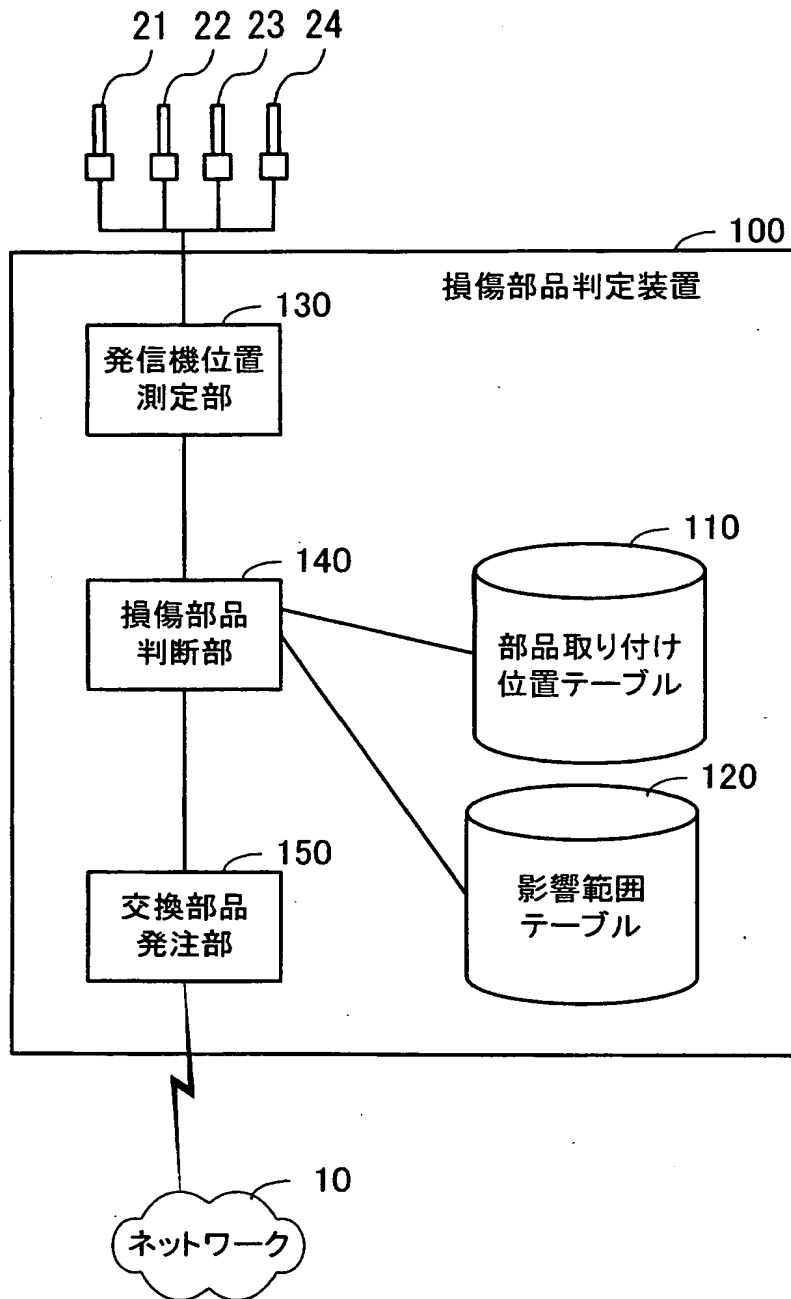 21 22 23 24
100
損傷部品判定装置
130
発信機位置
測定部
110
140
損傷部品
判断部
部品取り付け
位置テーブル
120
150
交換部品
発注部
影響範囲
テーブル
10
ネットワーク